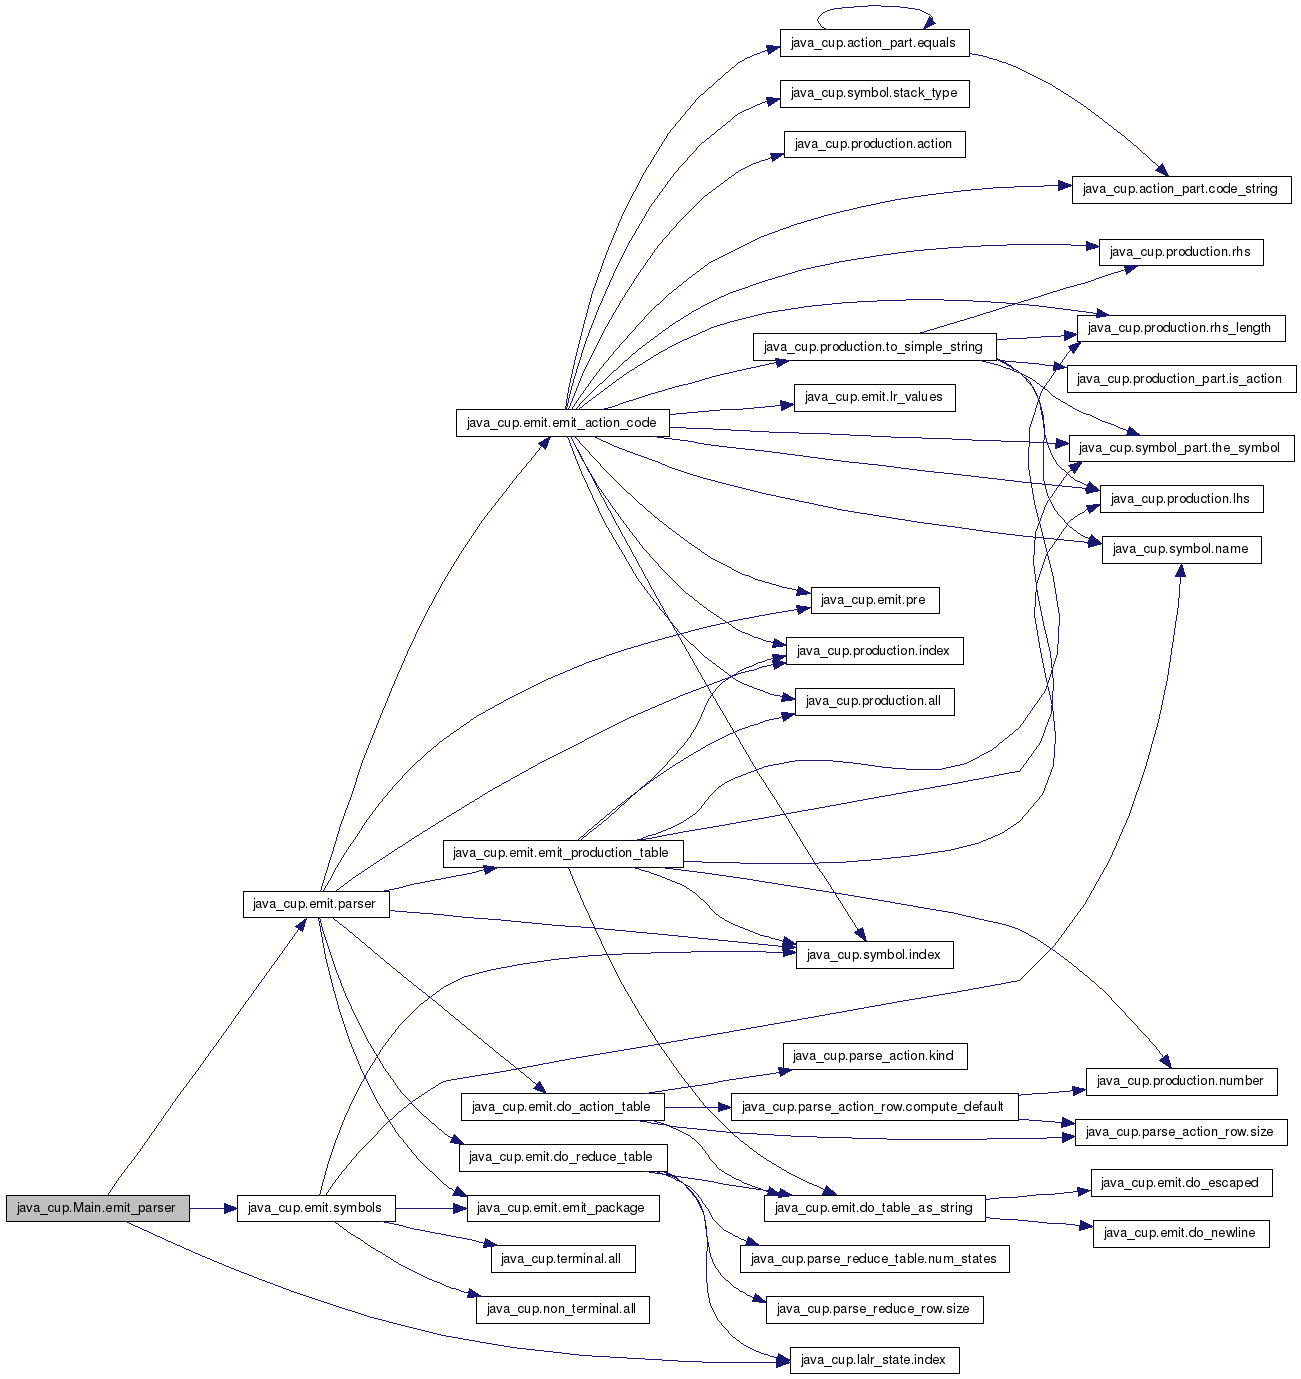 java_cup.action_part.equals
java_cup.symbol.stack_type
java_cup.production.action
java_cup.action_part.code_string
java_cup.production.rhs
java_cup.production.rhs_length
java_cup.production.to_simple_string
java_cup.production_part.is_action
java_cup.emit.lr_values
java_cup.emit.emit_action_code
java_cup.symbol_part.the_symbol
java_cup.production.lhs
java_cup.symbol.name
java_cup.emit.pre
java_cup.production.index
java_cup.production.all
java_cup.emit.emit_production_table
java_cup.emit.parser
java_cup.symbol.index
java_cup.parse_action.kind
java_cup.production.number
java_cup.emit.do_action_table
java_cup.parse_action_row.compute_default
java_cup.parse_action_row.size
java_cup.emit.do_reduce_table
java_cup.emit.do_escaped
java_cup.Main.emit_parser
java_cup.emit.symbols
java_cup.emit.emit_package
java_cup.emit.do_table_as_string
java_cup.emit.do_newline
java_cup.terminal.all
java_cup.parse_reduce_table.num_states
java_cup.non_terminal.all
java_cup.parse_reduce_row.size
java_cup.lalr_state.index